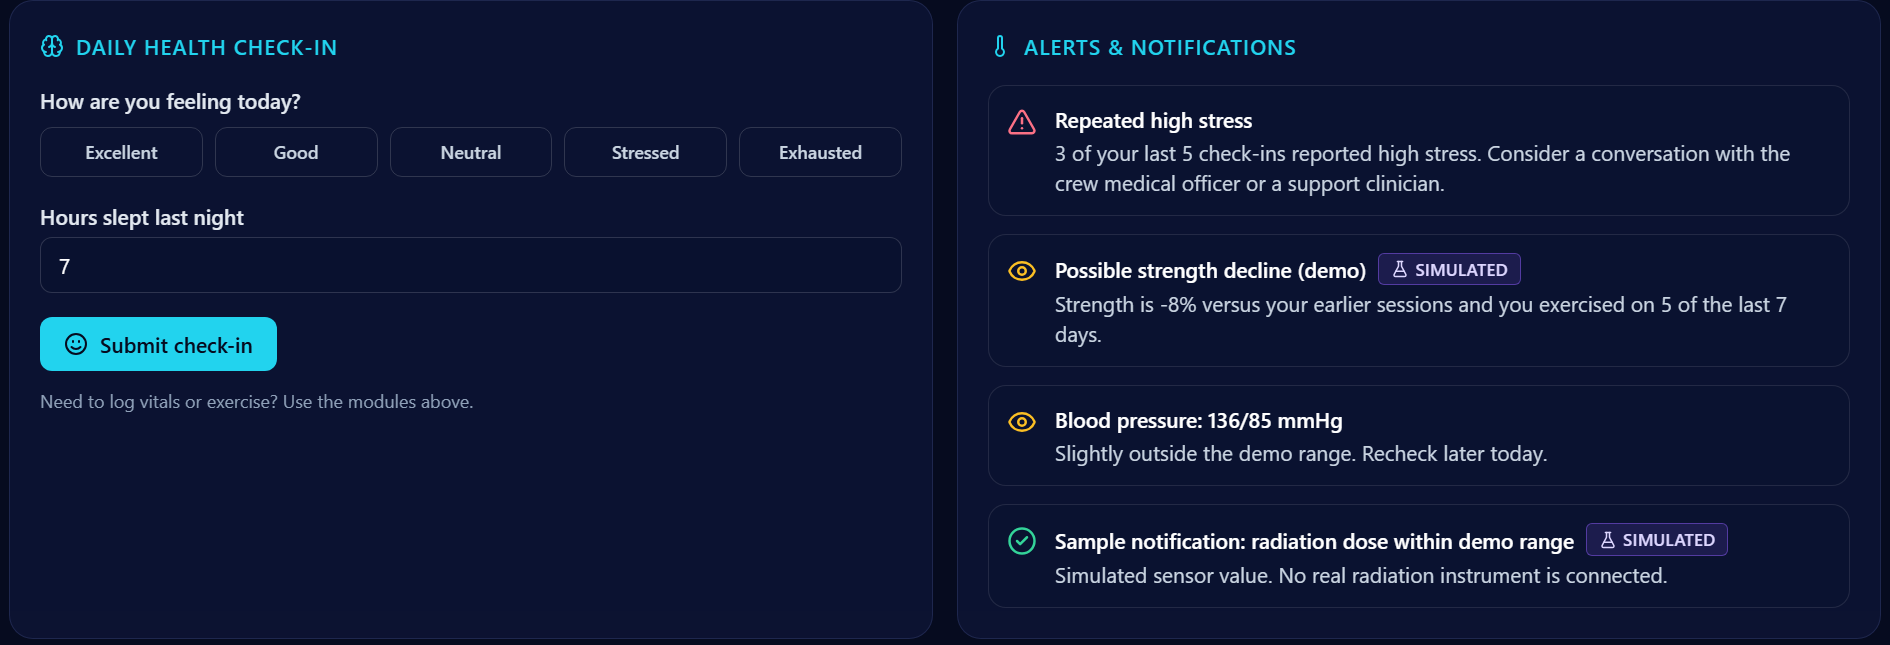 DAILY HEALTH CHECK-IN
How are you feeling today?
Excellent
Good
Neutral
Stressed
Exhausted
Hours slept last night
7
Submit check-in
Need to log vitals or exercise? Use the modules above.
ALERTS & NOTIFICATIONS
Repeated high stress
3 of your last 5 check-ins reported high stress. Consider a conversation with the
crew medical officer or a support clinician.
Possible strength decline (demo)
SIMULATED
Strength is -8% versus your earlier sessions and you exercised on 5 of the last 7
days.
Blood pressure: 136/85 mmHg
Slightly outside the demo range. Recheck later today.
Sample notification: radiation dose within demo range
SIMULATED
Simulated sensor value. No real radiation instrument is connected.